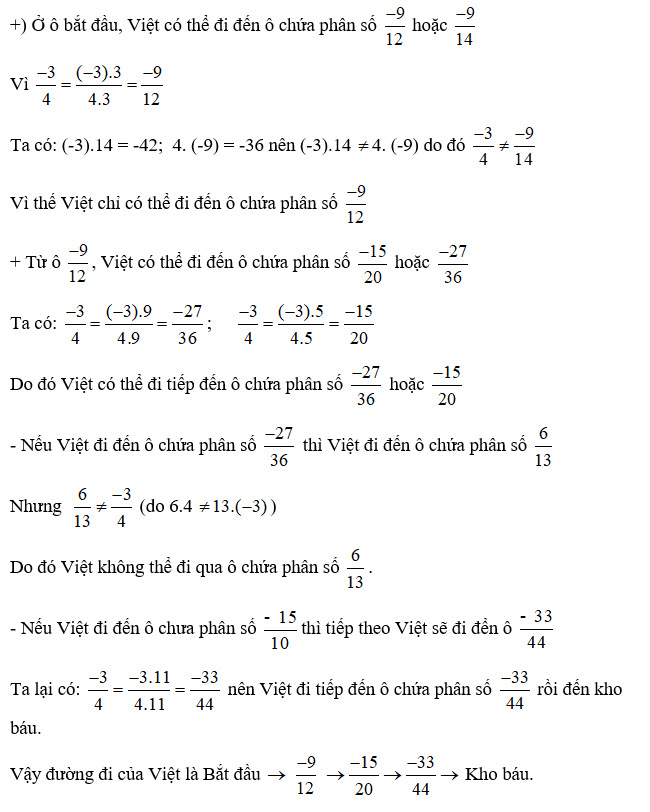 +) Ở ô bắt đầu, Việt có thể đi đến ô chứa phân số $\frac{-9}{12}$ hoặc $\frac{-9}{14}$
Vì $\frac{-3}{4} = \frac{(-3).3}{4.3} = \frac{-9}{12}$
Ta có: (-3).14 = -42; 4. (-9) = -36 nên (-3).14 ≠ 4. (-9) do đó $\frac{-3}{4} \neq \frac{-9}{14}$
Vì thế Việt chỉ có thể đi đến ô chứa phân số $\frac{-9}{12}$
+ Từ ô $\frac{-9}{12}$, Việt có thể đi đến ô chứa phân số $\frac{-15}{20}$ hoặc $\frac{-27}{36}$
Ta có: $\frac{-3}{4} = \frac{(-3).9}{4.9} = \frac{-27}{36}$; $\frac{-3}{4} = \frac{(-3).5}{4.5} = \frac{-15}{20}$
Do đó Việt có thể đi tiếp đến ô chứa phân số $\frac{-27}{36}$ hoặc $\frac{-15}{20}$
- Nếu Việt đi đến ô chứa phân số $\frac{-27}{36}$ thì Việt đi đến ô chứa phân số $\frac{6}{13}$
Nhưng $\frac{6}{13} \neq \frac{-3}{4}$ (do 6.4 ≠ 13.(−3))
Do đó Việt không thể đi qua ô chứa phân số $\frac{6}{13}$.
- Nếu Việt đi đến ô chưa phân số $\frac{- 15}{10}$ thì tiếp theo Việt sẽ đi đến ô $\frac{- 33}{44}$
Ta lại có: $\frac{-3}{4} = \frac{-3.11}{4.11} = \frac{-33}{44}$ nên Việt đi tiếp đến ô chứa phân số $\frac{-33}{44}$ rồi đến kho
báu.
Vậy đường đi của Việt là Bắt đầu → $\frac{-9}{12}$ → $\frac{-15}{20}$ → $\frac{-33}{44}$ → Kho báu.